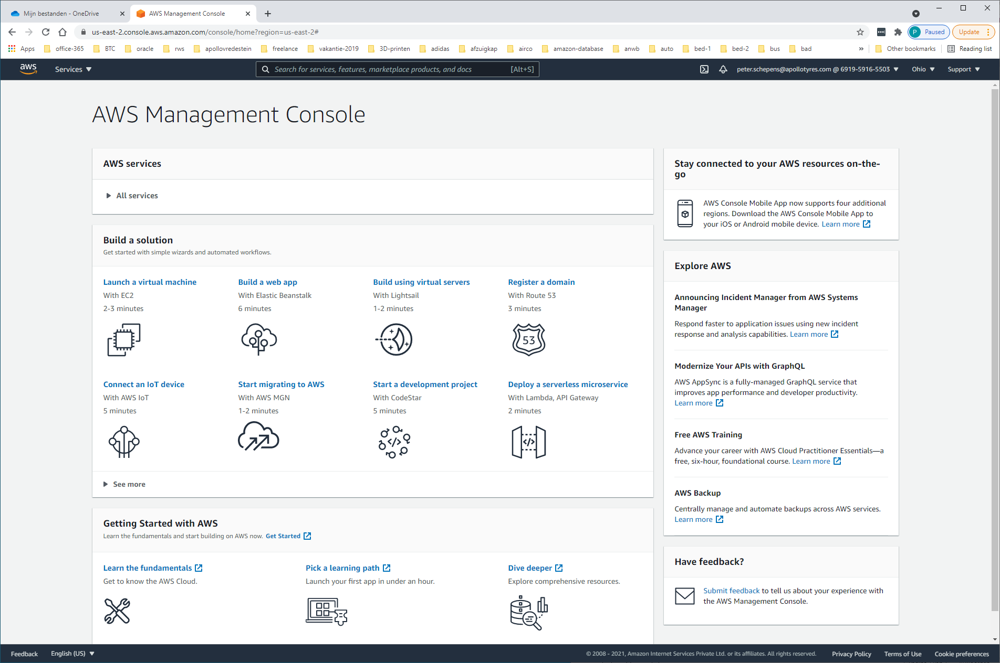 Mijn bestanden - OneDrive
AWS Management Console
us-east-2.console.aws.amazon.com/console/home?region=us-east-2#
P Paused
Update
Apps office-365 BTC oracle rws apollovredestein freelance vakantie-2019 3D-printen adidas afzuigkap airco amazon-database anwb auto bed-1 bed-2 bus bad » Other bookmarks Reading list
aws Services Search for services, features, marketplace products, and docs [Alt+S] peter.schepens@apollotyres.com @ 6919-5916-5503 Ohio Support
AWS Management Console
AWS services
All services
Build a solution
Get started with simple wizards and automated workflows.
Launch a virtual machine
With EC2
2-3 minutes
Build a web app
With Elastic Beanstalk
6 minutes
Build using virtual servers
With Lightsail
1-2 minutes
Register a domain
With Route 53
3 minutes
53
Connect an IoT device
With AWS IoT
5 minutes
Start migrating to AWS
With AWS MGN
1-2 minutes
Start a development project
With CodeStar
5 minutes
</>
Deploy a serverless microservice
With Lambda, API Gateway
2 minutes
</>
See more
Getting Started with AWS
Learn the fundamentals and start building on AWS now. Get Started
Learn the fundamentals
Get to know the AWS Cloud.
Pick a learning path
Launch your first app in under an hour.
Dive deeper
Explore comprehensive resources.
Stay connected to your AWS resources on-the-
go
AWS Console Mobile App now supports four additional
regions. Download the AWS Console Mobile App to
your iOS or Android mobile device. Learn more
Explore AWS
Announcing Incident Manager from AWS Systems
Manager
Respond faster to application issues using new incident
response and analysis capabilities. Learn more
Modernize Your APIs with GraphQL
AWS AppSync is a fully-managed GraphQL service that
improves app performance and developer productivity.
Learn more
Free AWS Training
Advance your career with AWS Cloud Practitioner Essentials—a
free, six-hour, foundational course. Learn more
AWS Backup
Centrally manage and automate backups across AWS services.
Learn more
Have feedback?
Submit feedback to tell us about your experience with
the AWS Management Console.
Feedback English (US) © 2008 - 2021, Amazon Internet Services Private Ltd. or its affiliates. All rights reserved. Privacy Policy Terms of Use Cookie preferences